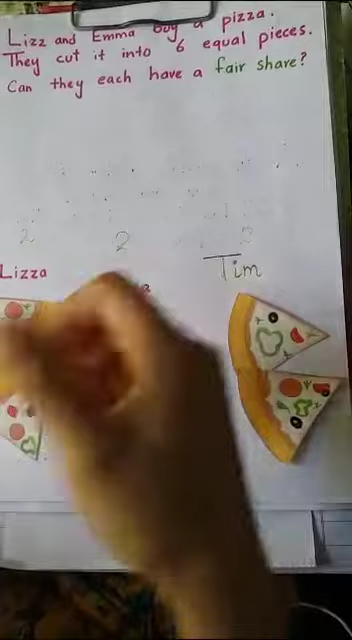 Lizz and Emma buy a pizza.
They cut it into 6 equal pieces.
Can they each have a fair share?
2 2 2
Lizza Tim